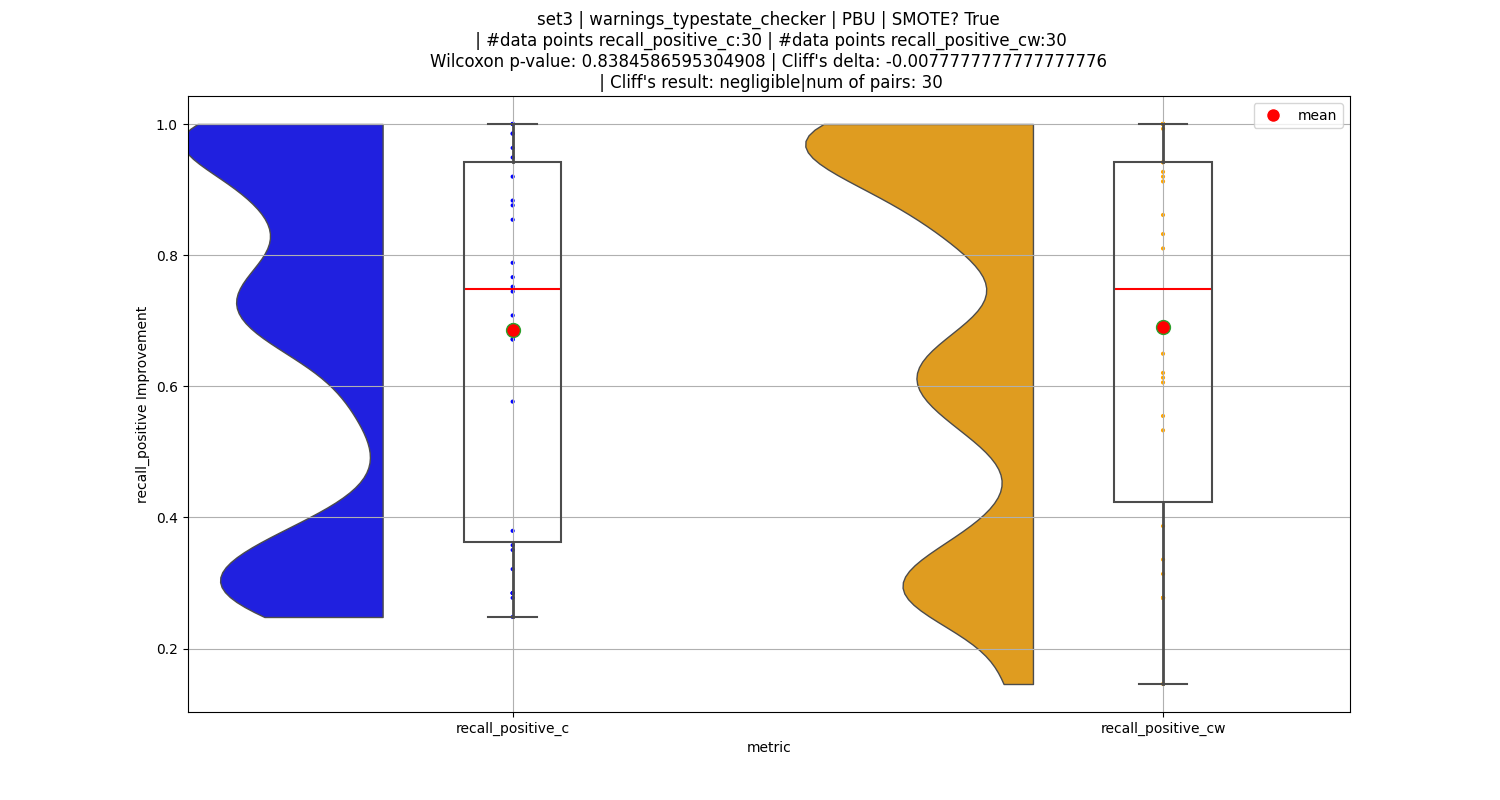 set3 | warnings_typestate_checker | PBU | SMOTE? True
| #data points recall_positive_c:30 | #data points recall_positive_cw:30
Wilcoxon p-value: 0.8384586595304908 | Cliff's delta: -0.0077777777777777776
| Cliff's result: negligible|num of pairs: 30
mean
1.0
0.8
0.6
0.4
0.2
recall_positive Improvement
recall_positive_c
recall_positive_cw
metric